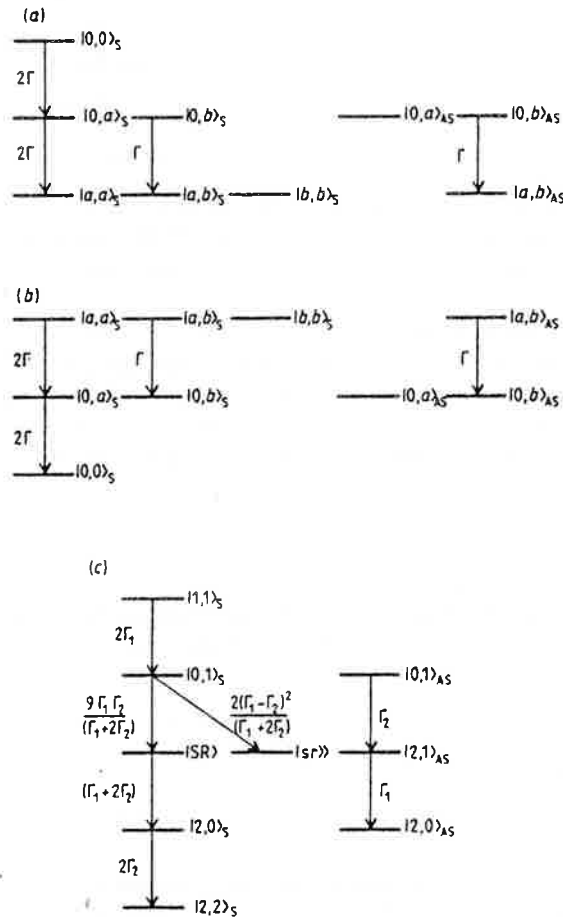 (a)
|0,0⟩S
2Γ
|0,a⟩S |0,b⟩S |0,a⟩AS |0,b⟩AS
2Γ Γ Γ
|a,a⟩S |a,b⟩S |b,b⟩S |a,b⟩AS
(b)
|a,a⟩S |a,b⟩S |b,b⟩S |a,b⟩AS
2Γ Γ Γ
|0,a⟩S |0,b⟩S |0,a⟩AS |0,b⟩AS
2Γ
|0,0⟩S
(c)
|1,1⟩S
2Γ1
|0,1⟩S |0,1⟩AS
9Γ1Γ2 2(Γ1-Γ2)2
(Γ1+2Γ2) (Γ1+2Γ2) Γ2
|SR⟩ |sr⟩⟩ |2,1⟩AS
(Γ1+2Γ2) Γ1
|2,0⟩S |2,0⟩AS
2Γ2
|2,2⟩S